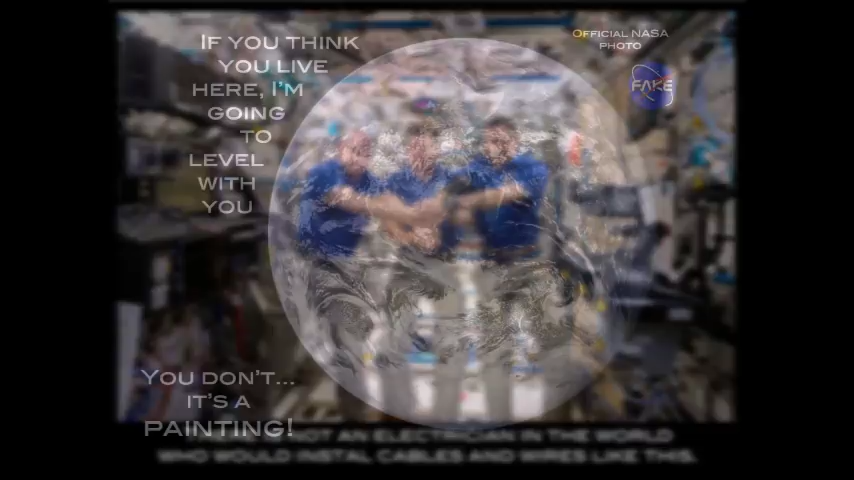 IF YOU THINK
YOU LIVE
HERE, I'M
GOING
TO
LEVEL
WITH
YOU
OFFICIAL NASA
PHOTO
FAKE
YOU DON'T...
IT'S A
PAINTING!
NOT AN ELECTRICIAN IN THE WORLD
WHO WOULD INSTAL CABLES AND WIRES LIKE THIS.